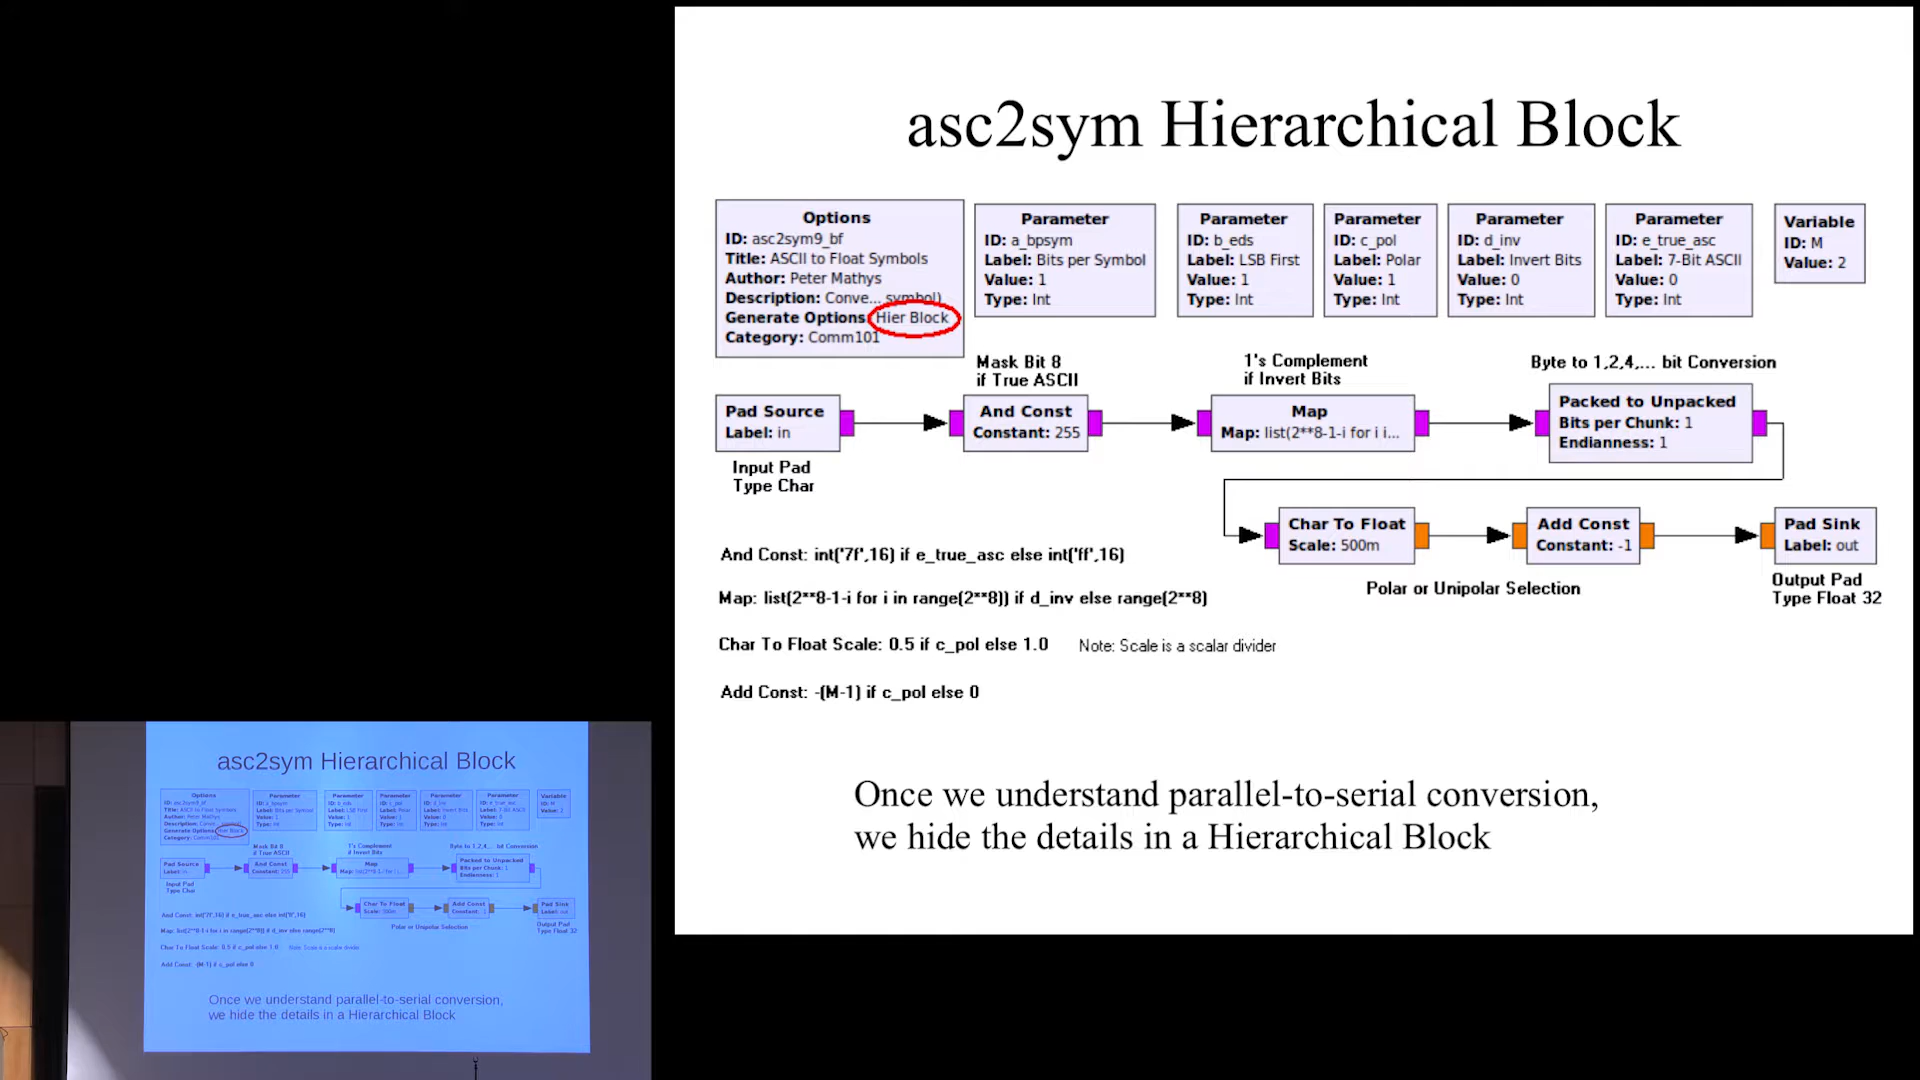 asc2sym Hierarchical Block
Options
ID: asc2sym9_bf
Title: ASCII to Float Symbols
Author: Peter Mathys
Description: Conve... symbol)
Generate Options: Hier Block
Category: Comm101
Parameter
ID: a_bpsym
Label: Bits per Symbol
Value: 1
Type: Int
Parameter
ID: b_eds
Label: LSB First
Value: 1
Type: Int
Parameter
ID: c_pol
Label: Polar
Value: 1
Type: Int
Parameter
ID: d_inv
Label: Invert Bits
Value: 0
Type: Int
Parameter
ID: e_true_asc
Label: 7-Bit ASCII
Value: 0
Type: Int
Variable
ID: M
Value: 2
Mask Bit 8
if True ASCII
1's Complement
if Invert Bits
Byte to 1,2,4,... bit Conversion
Pad Source
Label: in
And Const
Constant: 255
Map
Map: list(2**8-1-i for i i...
Packed to Unpacked
Bits per Chunk: 1
Endianness: 1
Input Pad
Type Char
Char To Float
Scale: 500m
Add Const
Constant: -1
Pad Sink
Label: out
Polar or Unipolar Selection
Output Pad
Type Float 32
And Const: int('7f',16) if e_true_asc else int('ff',16)
Map: list(2**8-1-i for i in range(2**8)) if d_inv else range(2**8)
Char To Float Scale: 0.5 if c_pol else 1.0 Note: Scale is a scalar divider
Add Const: -(M-1) if c_pol else 0
Once we understand parallel-to-serial conversion,
we hide the details in a Hierarchical Block
asc2sym Hierarchical Block
Once we understand parallel-to-serial conversion,
we hide the details in a Hierarchical Block